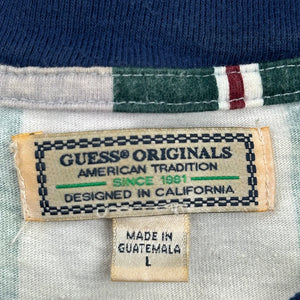 GUESS® ORIGINALS
AMERICAN TRADITION
SINCE 1981
DESIGNED IN CALIFORNIA
MADE IN
GUATEMALA
L